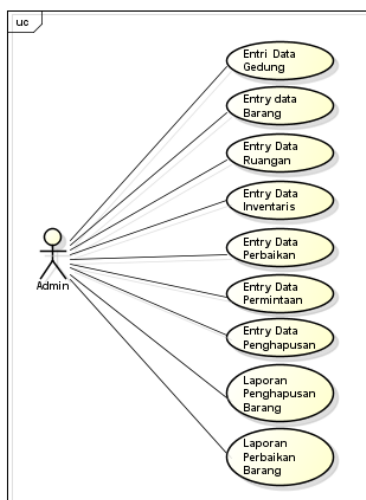 uc
Entri Data
Gedung
Entry data
Barang
Entry Data
Ruangan
Entry Data
Inventaris
Entry Data
Perbaikan
Admin
Entry Data
Permintaan
Entry Data
Penghapusan
Laporan
Penghapusan
Barang
Laporan
Perbaikan
Barang